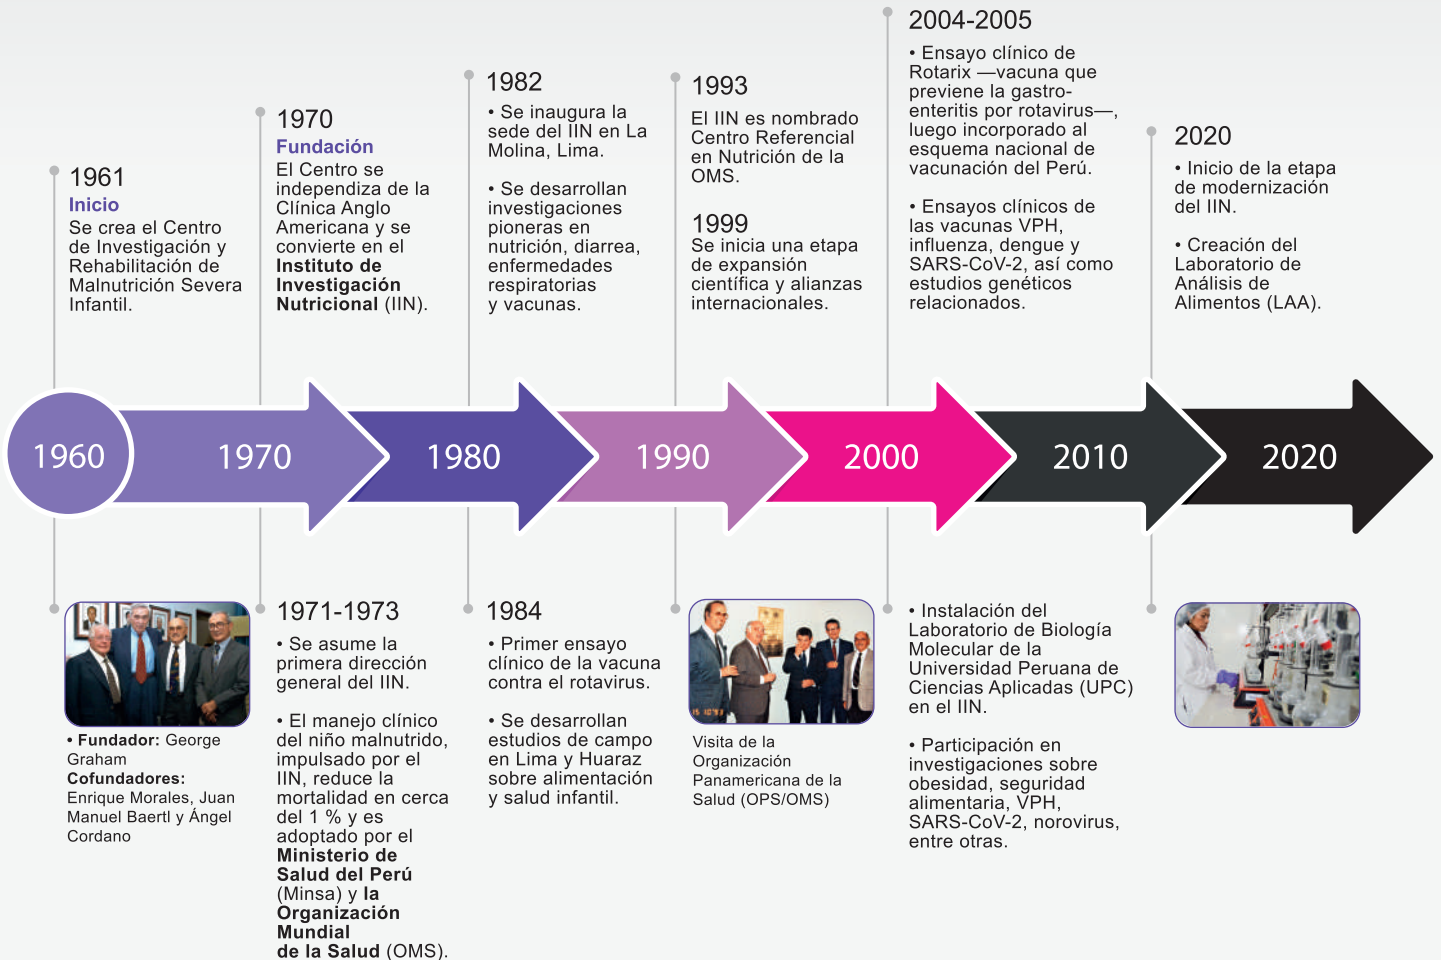 1961
Inicio
Se crea el Centro
de Investigación y
Rehabilitación de
Malnutrición Severa
Infantil.
1970
Fundación
El Centro se
independiza de la
Clínica Anglo
Americana y se
convierte en el
Instituto de
Investigación
Nutricional (IIN).
1982
• Se inaugura la
sede del IIN en La
Molina, Lima.
• Se desarrollan
investigaciones
pioneras en
nutrición, diarrea,
enfermedades
respiratorias
y vacunas.
1993
El IIN es nombrado
Centro Referencial
en Nutrición de la
OMS.
1999
Se inicia una etapa
de expansión
científica y alianzas
internacionales.
2004-2005
• Ensayo clínico de
Rotarix —vacuna que
previene la gastro-
enteritis por rotavirus—,
luego incorporado al
esquema nacional de
vacunación del Perú.
• Ensayos clínicos de
las vacunas VPH,
influenza, dengue y
SARS-CoV-2, así como
estudios genéticos
relacionados.
2020
• Inicio de la etapa
de modernización
del IIN.
• Creación del
Laboratorio de
Análisis de
Alimentos (LAA).
1960
1970
1980
1990
2000
2010
2020
• Fundador: George
Graham
Cofundadores:
Enrique Morales, Juan
Manuel Baertl y Ángel
Cordano
1971-1973
• Se asume la
primera dirección
general del IIN.
• El manejo clínico
del niño malnutrido,
impulsado por el
IIN, reduce la
mortalidad en cerca
del 1 % y es
adoptado por el
Ministerio de
Salud del Perú
(Minsa) y la
Organización
Mundial
de la Salud (OMS).
1984
• Primer ensayo
clínico de la vacuna
contra el rotavirus.
• Se desarrollan
estudios de campo
en Lima y Huaraz
sobre alimentación
y salud infantil.
15 10'93
Visita de la
Organización
Panamericana de la
Salud (OPS/OMS)
• Instalación del
Laboratorio de Biología
Molecular de la
Universidad Peruana de
Ciencias Aplicadas (UPC)
en el IIN.
• Participación en
investigaciones sobre
obesidad, seguridad
alimentaria, VPH,
SARS-CoV-2, norovirus,
entre otras.